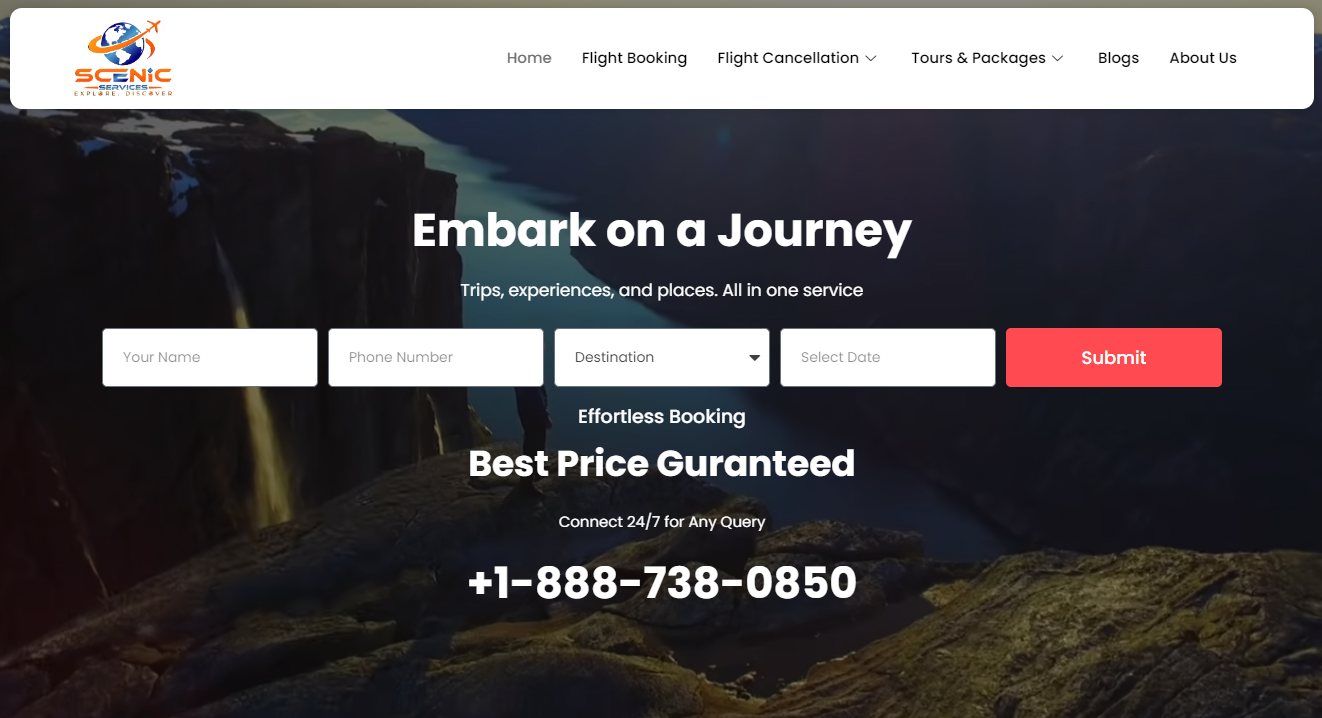 SCENIC
SERVICES
EXPLORE. DISCOVER
Home
Flight Booking
Flight Cancellation
Tours & Packages
Blogs
About Us
Embark on a Journey
Trips, experiences, and places. All in one service
Your Name
Phone Number
Destination
Select Date
Submit
Effortless Booking
Best Price Guranteed
Connect 24/7 for Any Query
+1-888-738-0850